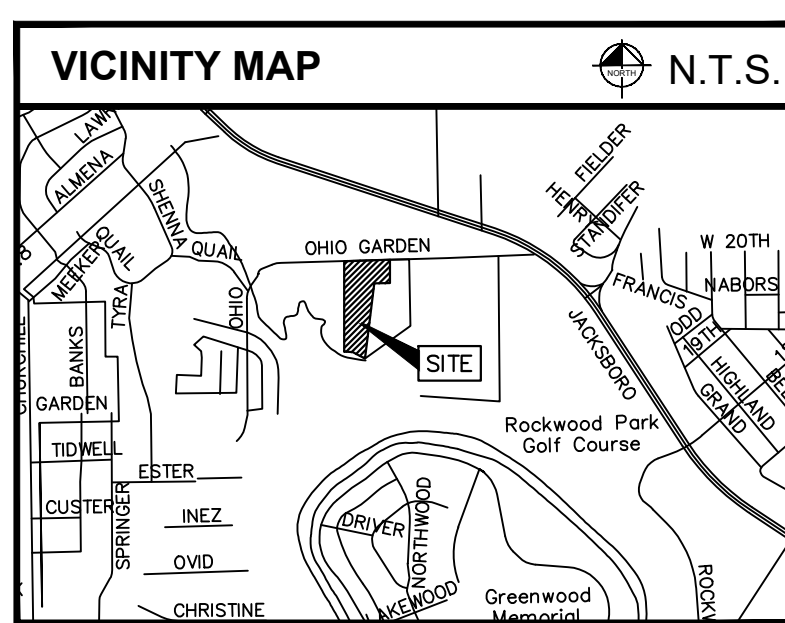 VICINITY MAP
NORTH
N.T.S.
ALMENA
SHENNA
QUAIL
QUAIL
MEEKER
TYRA
OHIO
OHIO GARDEN
FIELDER
HENRY
STANDIFER
W 20TH
NABORS
FRANCIS
ODD
19TH
HIGHLAND
GRAND
JACKSBORO
SITE
BANKS
GARDEN
TIDWELL
ESTER
CUSTER
SPRINGER
INEZ
OVID
CHRISTINE
Rockwood Park
Golf Course
DRIVER
NORTHWOOD
LAKEWOOD
Greenwood
Memorial